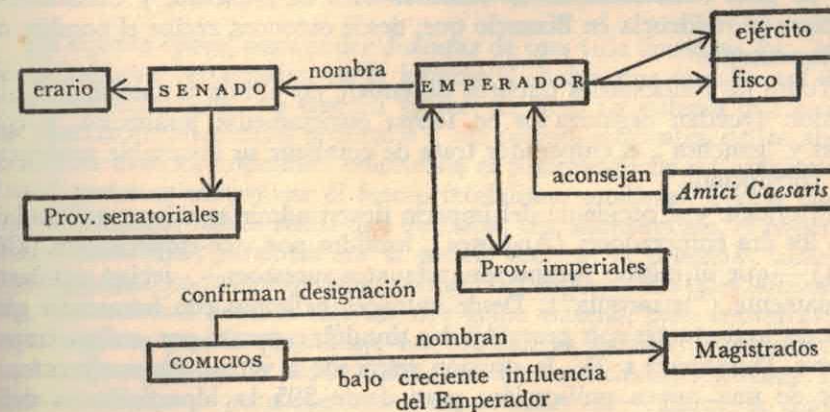 ejército
nombra
erario
SENADO
EMPERADOR
fisco
aconsejan
Amici Caesaris
Prov. senatoriales
Prov. imperiales
confirman designación
nombran
COMICIOS
Magistrados
bajo creciente influencia
del Emperador